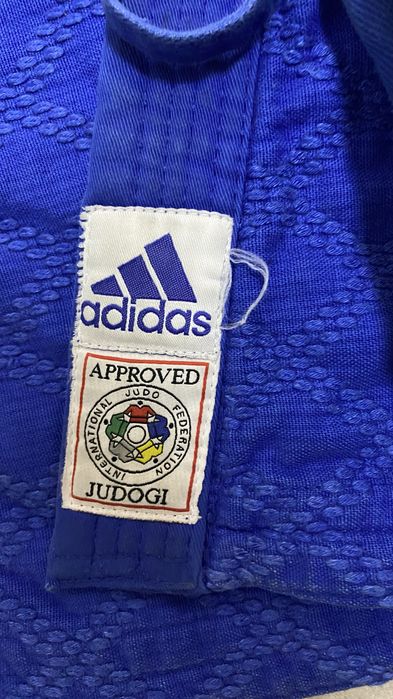 adidas
APPROVED
INTERNATIONAL JUDO FEDERATION
JUDOGI